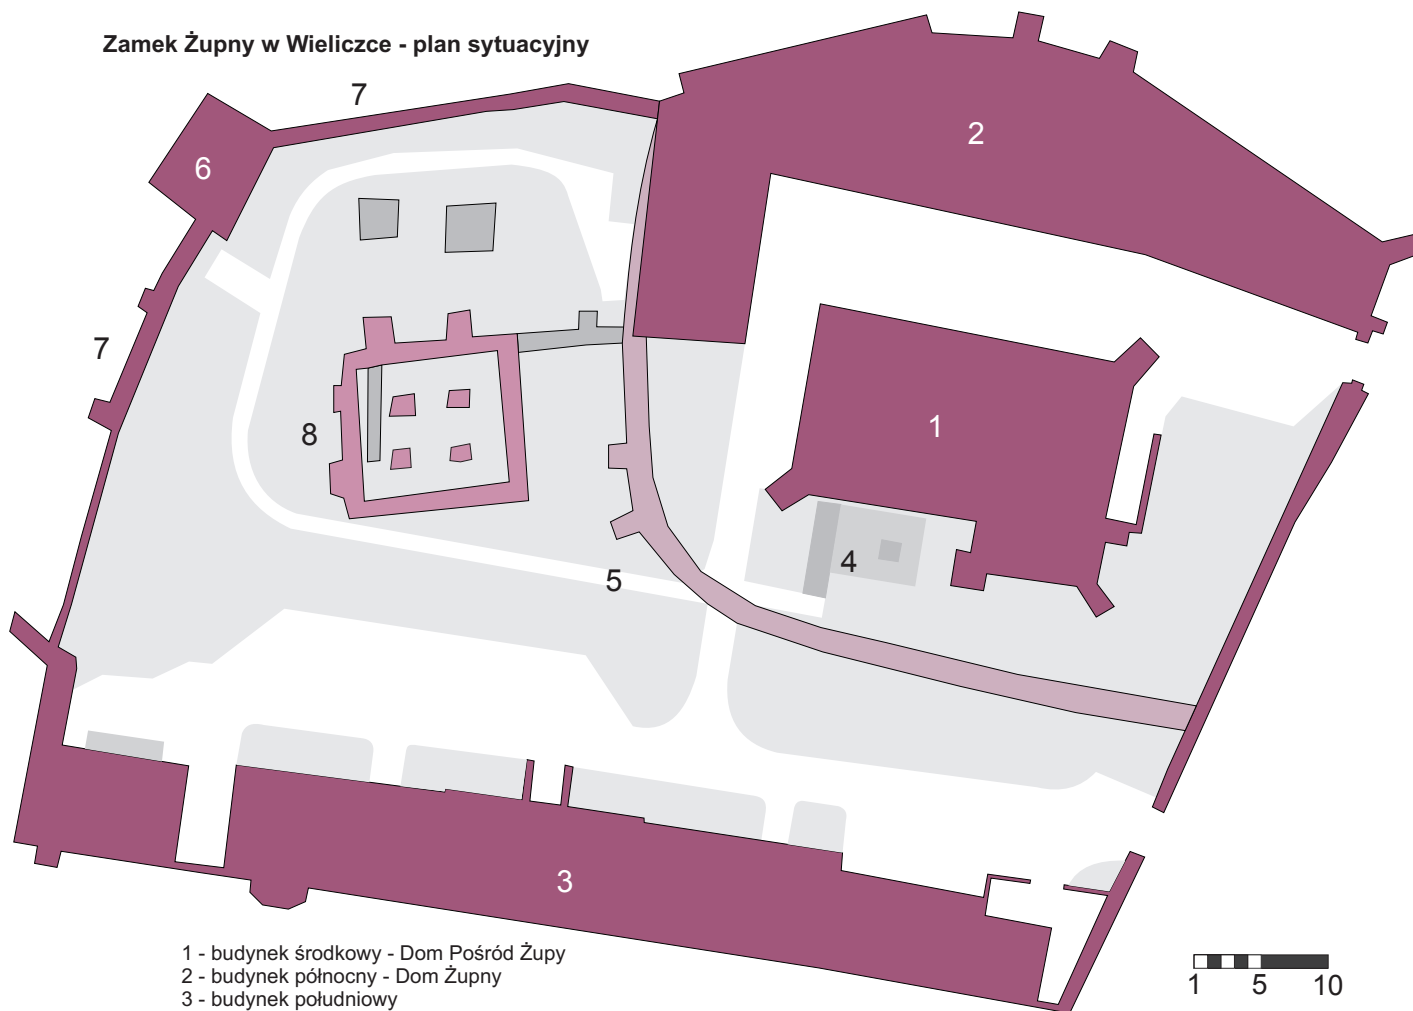 Zamek Żupny w Wieliczce - plan sytuacyjny
7
2
6
7
1
8
4
5
3
1 - budynek środkowy - Dom Pośród Żupy
2 - budynek północny - Dom Żupny
3 - budynek południowy
1 5 10